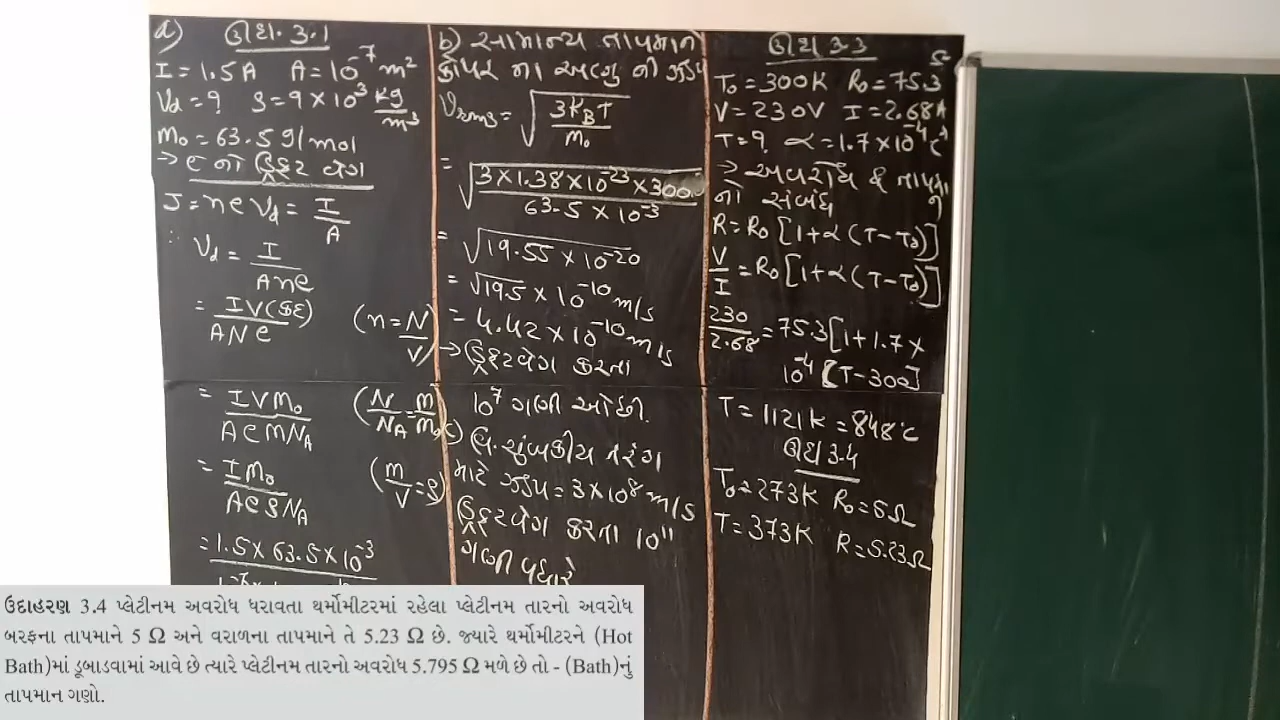 a) ઊદા. 3.1
I = 1.5 A A = 10⁻⁷ m²
Vd = ? ρ = 9 × 10³ kg/m³
M₀ = 63.5 g/mol
→ e નો ડ્રિફ્ટ વેગ
J = neVd = I/A
∴ Vd = I/Ane
= IV(કદ)/ANe (n = N/V)
= IVM₀/AeMNA (N/NA = M/M₀)
= IM₀/AeρNA (m/V = ρ)
= 1.5 × 63.5 × 10⁻³
b) સામાન્ય તાપમાને
કોપર ના અણુ ની ઝડપ
Vrms = √(3KBT/M₀)
= √(3 × 1.38 × 10⁻²³ × 300/63.5 × 10⁻³)
= √19.55 × 10⁻²⁰
= √19.5 × 10⁻¹⁰ m/s
= 4.42 × 10⁻¹⁰ m/s
→ ડ્રિફ્ટવેગ કરતા
10⁷ ગણી ઓછી.
c) વિ.ચુંબકીય તરંગ
માટે ઝડપ = 3 × 10⁸ m/s
ડ્રિફ્ટવેગ કરતા 10¹¹
ગણી વધારે
ઊદા 3.3
T₀ = 300K R₀ = 75.3 Ω
V = 230V I = 2.68A
T = ? α = 1.7 × 10⁻⁴ C⁻¹
→ અવરોધ & તાપમાન
નો સંબંધ
R = R₀ [1 + α (T – T₀)]
V/I = R₀ [1 + α (T – T₀)]
230/2.68 = 75.3 [1 + 1.7 ×
10⁻⁴ [T – 300]
T = 1121 K = 848°C
ઊદા 3.4
T₀ = 273K R₀ = 5Ω
T = 373K R = 5.23Ω
ઉદાહરણ 3.4 પ્લેટીનમ અવરોધ ધરાવતા થર્મોમીટરમાં રહેલા પ્લેટીનમ તારનો અવરોધ
બરફના તાપમાને 5 Ω અને વરાળના તાપમાને તે 5.23 Ω છે. જ્યારે થર્મોમીટરને (Hot
Bath)માં ડૂબાડવામાં આવે છે ત્યારે પ્લેટીનમ તારનો અવરોધ 5.795 Ω મળે છે તો - (Bath)નું
તાપમાન ગણો.